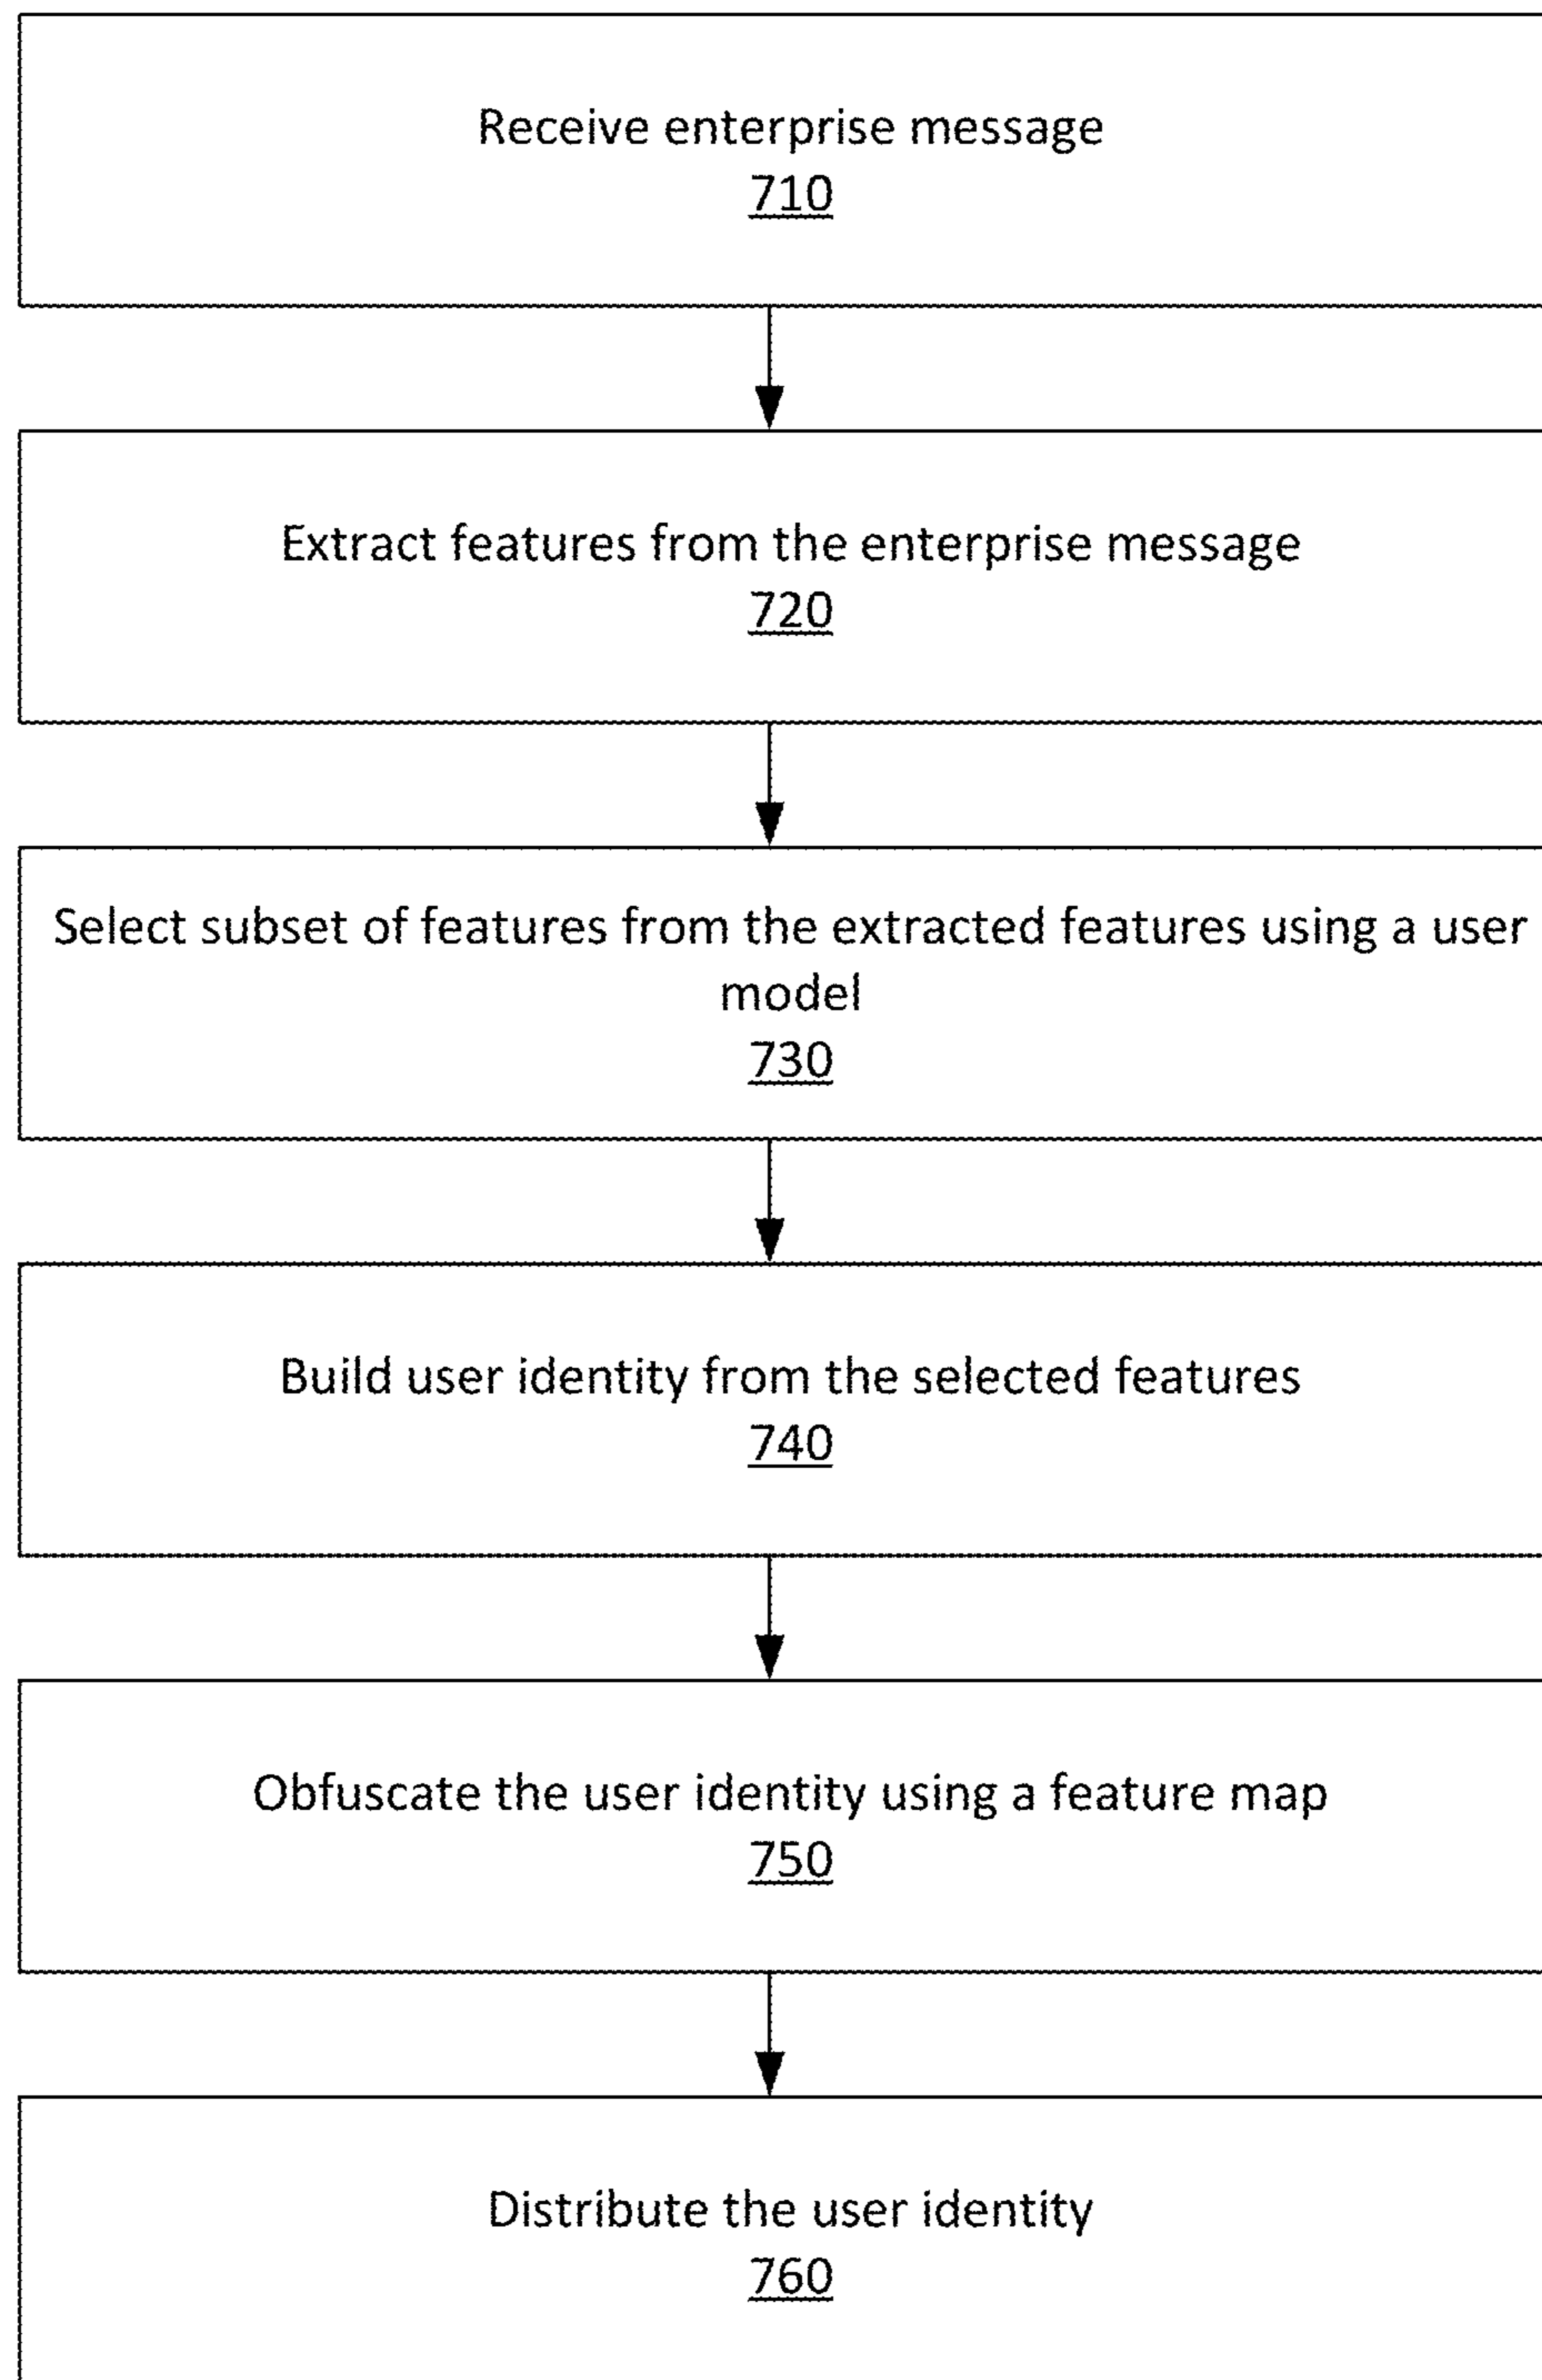 Receive enterprise message
710
Extract features from the enterprise message
720
Select subset of features from the extracted features using a user
model
730
Build user identity from the selected features
740
Obfuscate the user identity using a feature map
750
Distribute the user identity
760